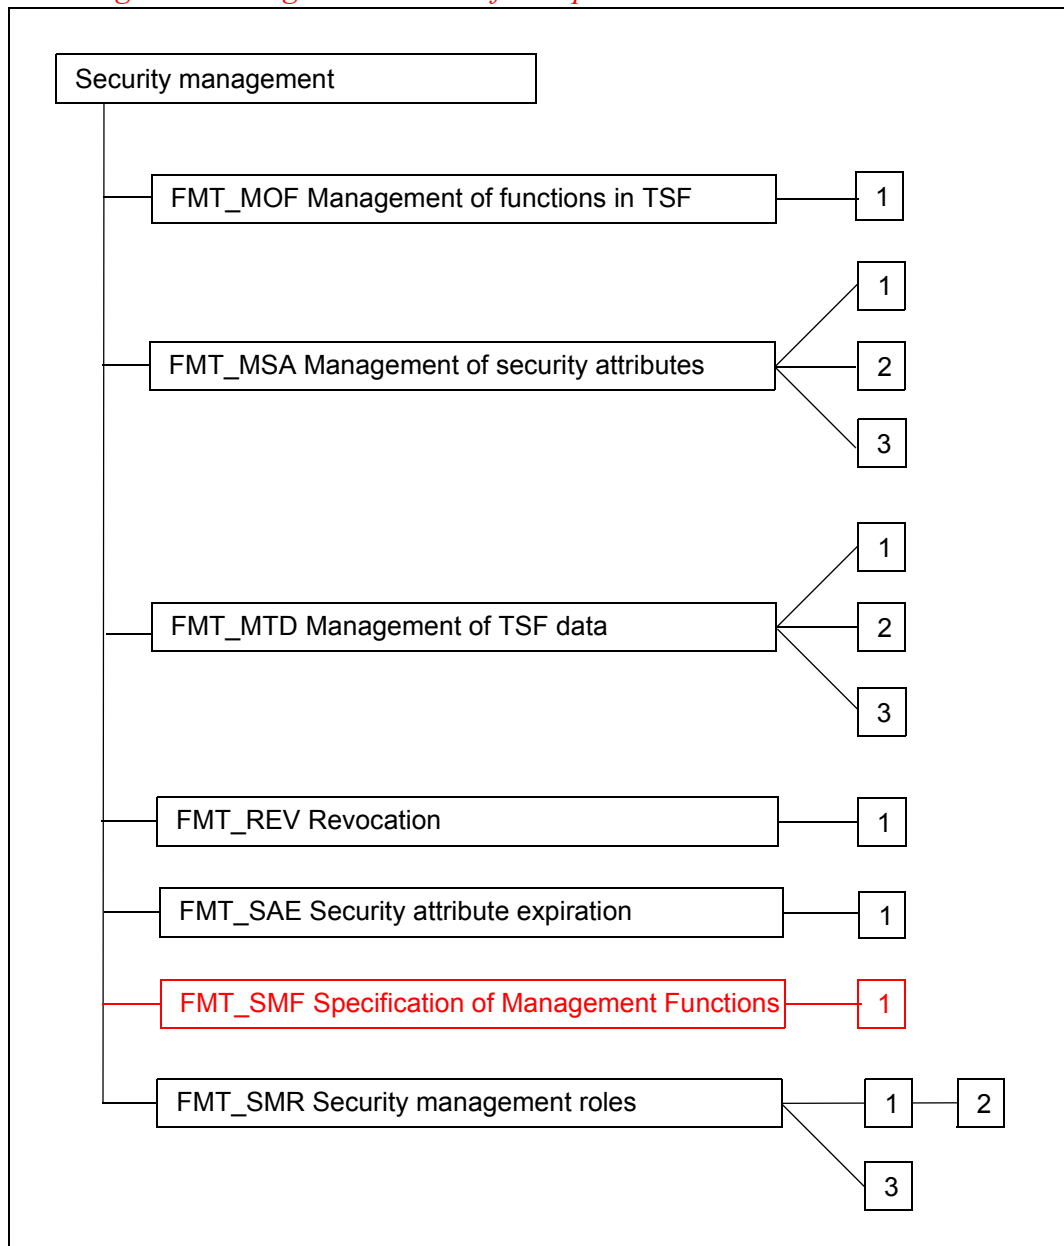 Security management
FMT_MOF Management of functions in TSF 1
1
FMT_MSA Management of security attributes 2
3
1
FMT_MTD Management of TSF data 2
3
FMT_REV Revocation 1
FMT_SAE Security attribute expiration 1
FMT_SMF Specification of Management Functions 1
FMT_SMR Security management roles 1 2
3